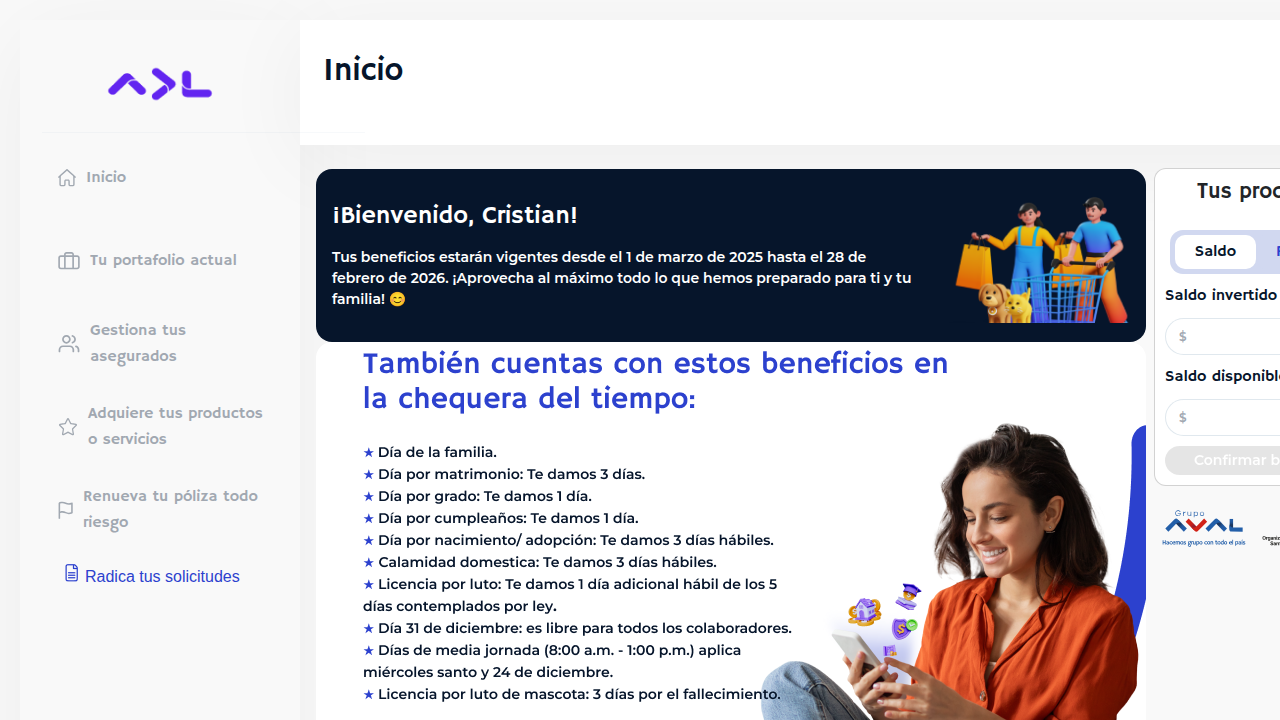 ADL
Inicio
Inicio
Tu portafolio actual
Gestiona tus
asegurados
Adquiere tus productos
o servicios
Renueva tu póliza todo
riesgo
Radica tus solicitudes
¡Bienvenido, Cristian!
Tus beneficios estarán vigentes desde el 1 de marzo de 2025 hasta el 28 de
febrero de 2026. ¡Aprovecha al máximo todo lo que hemos preparado para ti y tu
familia! 😊
También cuentas con estos beneficios en
la chequera del tiempo:
★ Día de la familia.
★ Día por matrimonio: Te damos 3 días.
★ Día por grado: Te damos 1 día.
★ Día por cumpleaños: Te damos 1 día.
★ Día por nacimiento/ adopción: Te damos 3 días hábiles.
★ Calamidad domestica: Te damos 3 días hábiles.
★ Licencia por luto: Te damos 1 día adicional hábil de los 5
días contemplados por ley.
★ Día 31 de diciembre: es libre para todos los colaboradores.
★ Días de media jornada (8:00 a.m. - 1:00 p.m.) aplica
miércoles santo y 24 de diciembre.
★ Licencia por luto de mascota: 3 días por el fallecimiento.
Tus proc
Saldo
Saldo invertido
$
Saldo disponible
$
Confirmar b
Grupo
AVAL
Hacemos grupo con todo el país